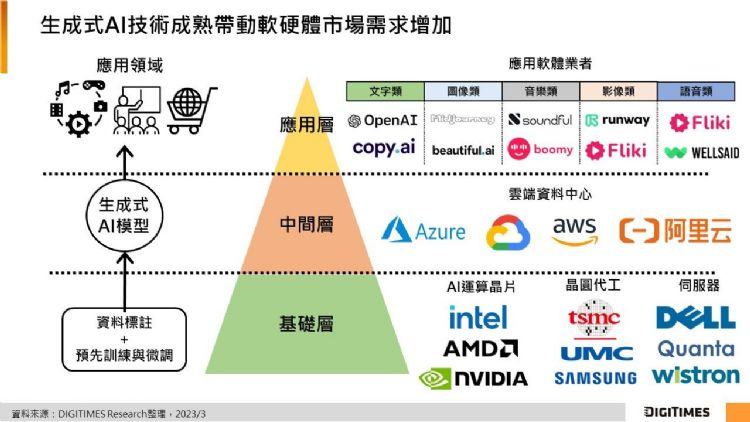 生成式AI技術成熟帶動軟硬體市場需求增加
應用領域
應用層
應用軟體業者
文字類 圖像類 音樂類 影像類 語音類
OpenAI Midjourney soundful runway Fliki
copy.ai beautiful.ai boomy Fliki WELLSAID
生成式
AI模型
中間層
雲端資料中心
Azure aws 阿里云
資料標註
+
預先訓練與微調
基礎層
AI運算晶片 晶圓代工 伺服器
intel tsmc DELL
AMD UMC Quanta
NVIDIA SAMSUNG wistron
資料來源：DIGITIMES Research整理，2023/3
DIGITIMES